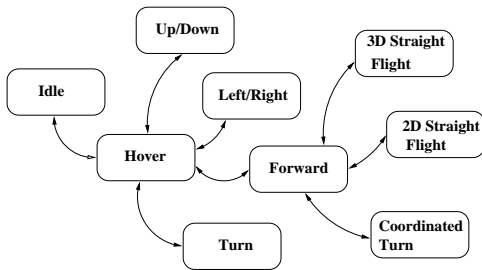 Up/Down
3D Straight
Flight
Idle
Left/Right
2D Straight
Flight
Hover
Forward
Coordinated
Turn
Turn